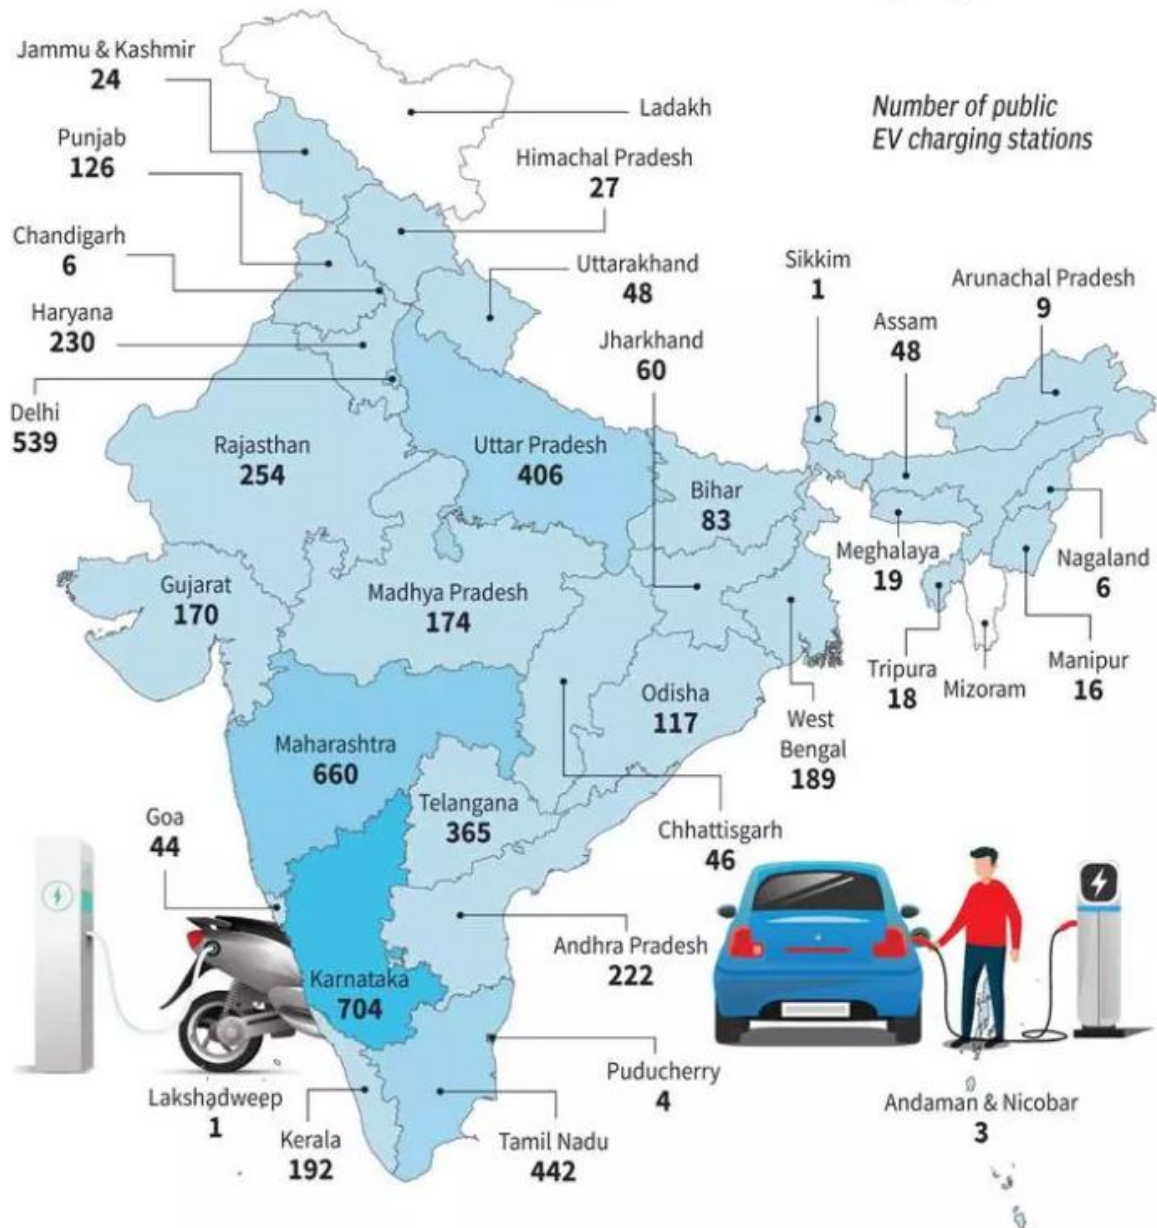 Jammu & Kashmir
24
Ladakh
Number of public
EV charging stations
Punjab
126
Himachal Pradesh
27
Chandigarh
6
Uttarakhand
48
Sikkim
1
Arunachal Pradesh
9
Haryana
230
Jharkhand
60
Assam
48
Delhi
539
Rajasthan
254
Uttar Pradesh
406
Bihar
83
Meghalaya
19
Nagaland
6
Gujarat
170
Madhya Pradesh
174
Tripura
18
Mizoram
Manipur
16
Odisha
117
West
Bengal
189
Maharashtra
660
Telangana
365
Chhattisgarh
46
Goa
44
Andhra Pradesh
222
Karnataka
704
Puducherry
4
Lakshadweep
1
Kerala
192
Tamil Nadu
442
Andaman & Nicobar
3